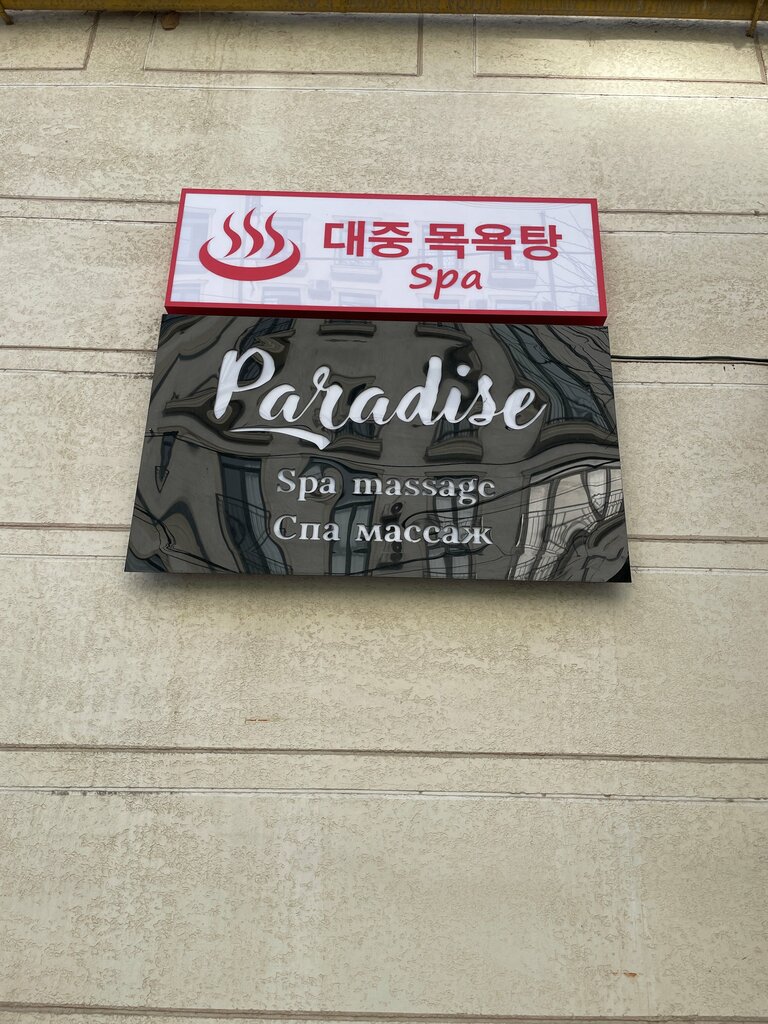 대중 목욕탕
Spa
Paradise
Spa massage
Спа массаж